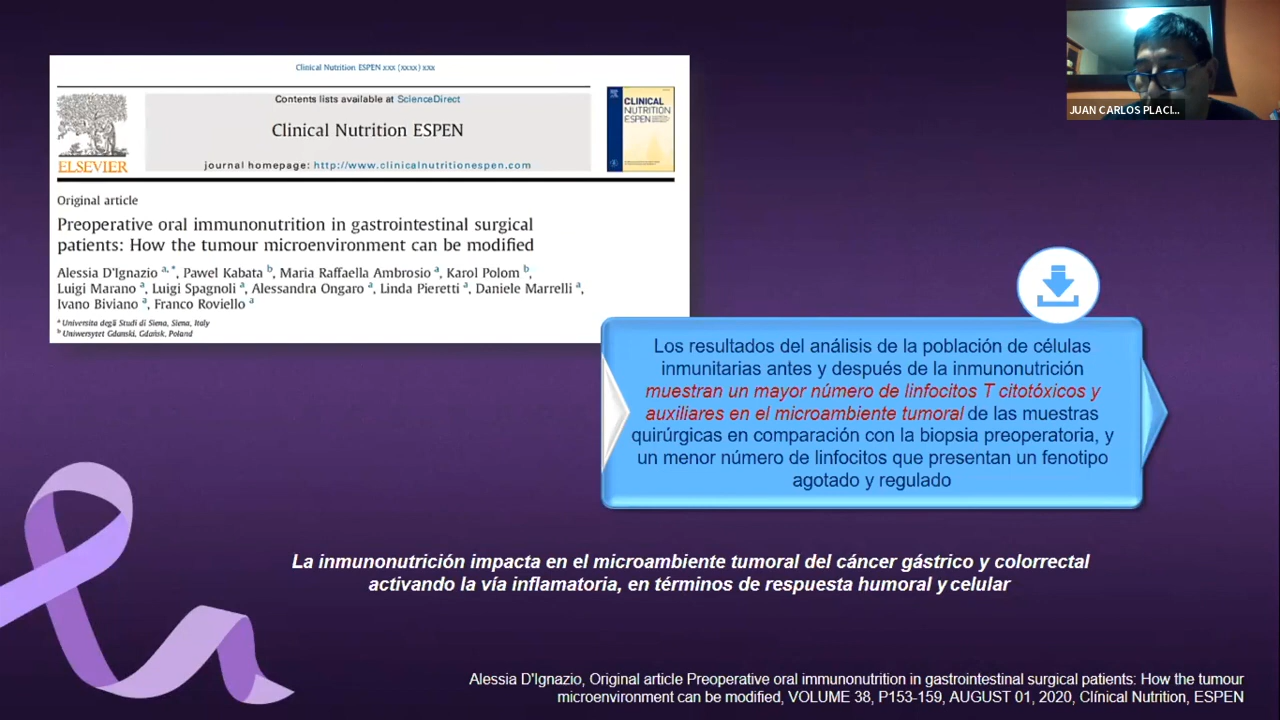 JUAN CARLOS PLACI...
Clinical Nutrition ESPEN xxx (xxxx) xxx
Contents lists available at ScienceDirect
Clinical Nutrition ESPEN
journal homepage: http://www.clinicalnutritionespen.com
ELSEVIER
CLINICAL
NUTRITION
ESPEN
Original article
Preoperative oral immunonutrition in gastrointestinal surgical
patients: How the tumour microenvironment can be modified
Alessia D'Ignazio a, *, Pawel Kabata b, Maria Raffaella Ambrosio a, Karol Polom b,
Luigi Marano a, Luigi Spagnoli a, Alessandra Ongaro a, Linda Pieretti a, Daniele Marrelli a,
Ivano Biviano a, Franco Roviello a
a Universita degli Studi di Siena, Siena, Italy
b Uniwersytet Gdanski, Gdańsk, Poland
Los resultados del análisis de la población de células
inmunitarias antes y después de la inmunonutrición
muestran un mayor número de linfocitos T citotóxicos y
auxiliares en el microambiente tumoral de las muestras
quirúrgicas en comparación con la biopsia preoperatoria, y
un menor número de linfocitos que presentan un fenotipo
agotado y regulado
La inmunonutrición impacta en el microambiente tumoral del cáncer gástrico y colorrectal
activando la vía inflamatoria, en términos de respuesta humoral y celular
Alessia D'Ignazio, Original article Preoperative oral immunonutrition in gastrointestinal surgical patients: How the tumour
microenvironment can be modified, VOLUME 38, P153-159, AUGUST 01, 2020, Clínical Nutrition, ESPEN